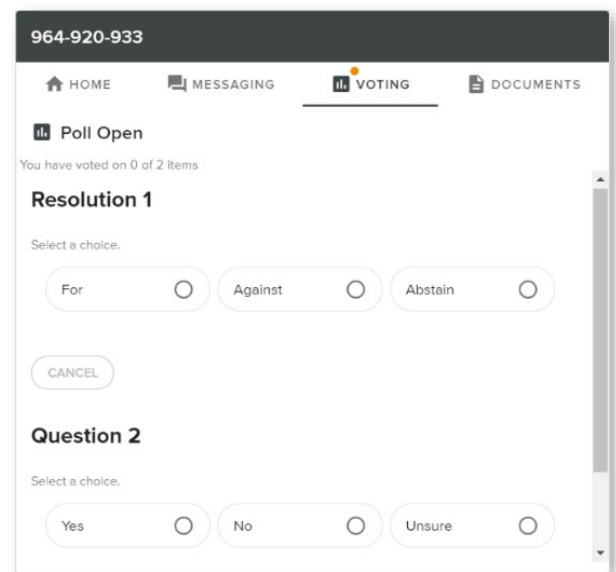 964-920-933
HOME MESSAGING VOTING DOCUMENTS
Poll Open
You have voted on 0 of 2 items
Resolution 1
Select a choice.
For Against Abstain
CANCEL
Question 2
Select a choice.
Yes No Unsure